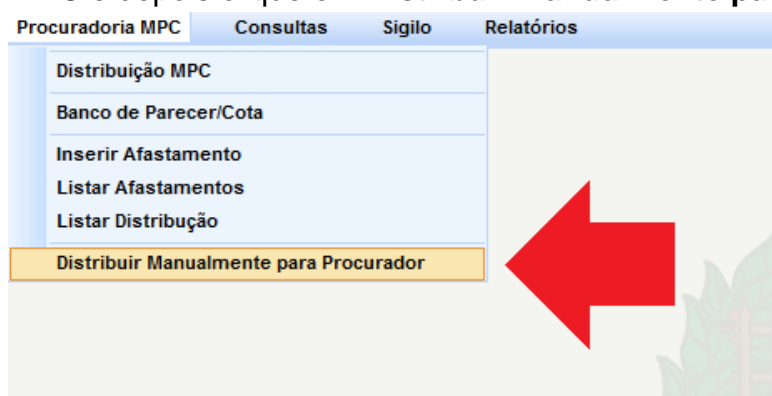 Procuradoria MPC Consultas Sigilo Relatórios
Distribuição MPC
Banco de Parecer/Cota
Inserir Afastamento
Listar Afastamentos
Listar Distribução
Distribuir Manualmente para Procurador